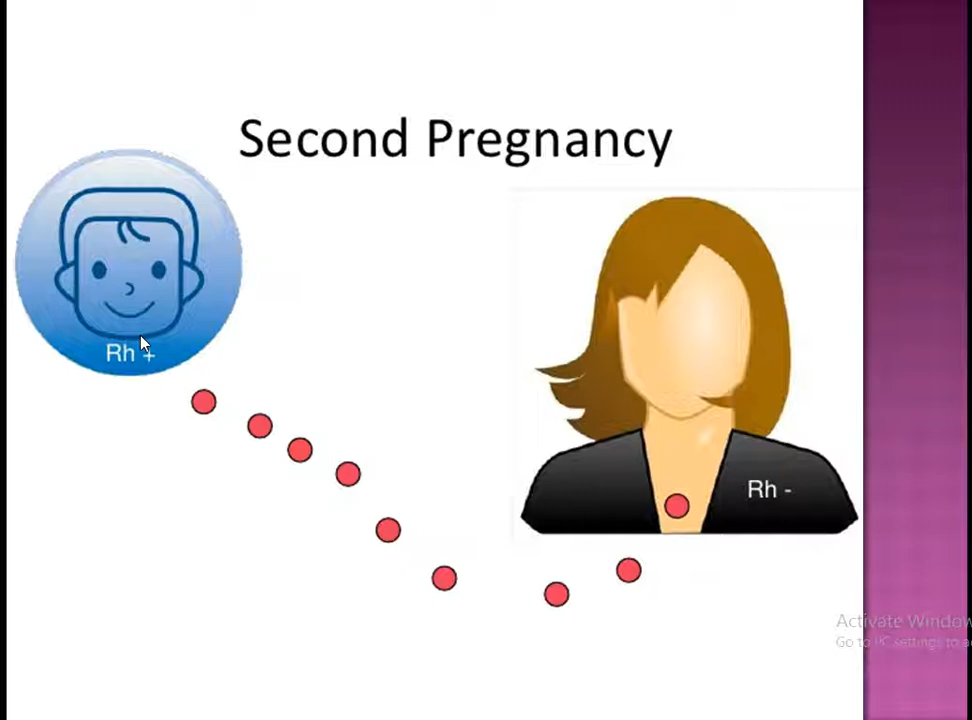 Second Pregnancy
Rh +
Rh -
Activate Window
Go to PC settings to a